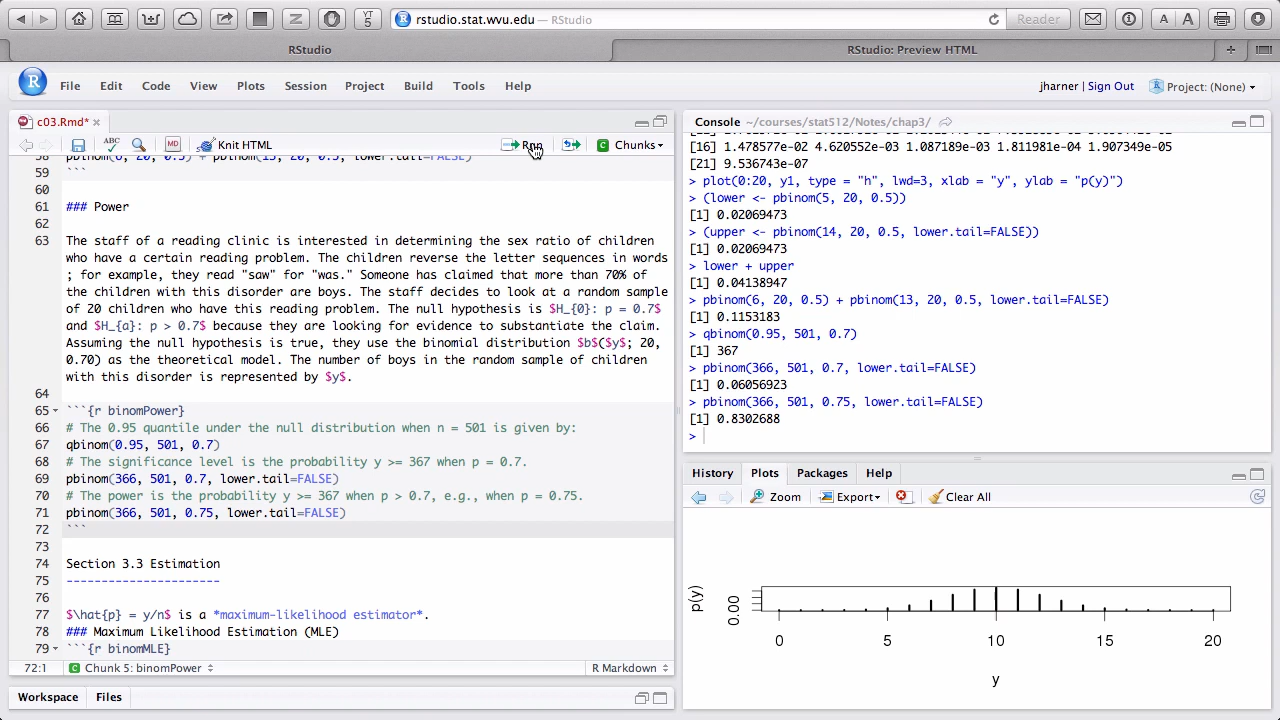 YT
5
rstudio.stat.wvu.edu — RStudio
Reader
A A
RStudio
RStudio: Preview HTML
+
R File Edit Code View Plots Session Project Build Tools Help
jharner | Sign Out Project: (None)
c03.Rmd*
ABC MD Knit HTML Run Chunks
58 pbinom(6, 20, 0.5) + pbinom(13, 20, 0.5, lower.tail=FALSE)
59 ```
60
61 ### Power
62
63 The staff of a reading clinic is interested in determining the sex ratio of children
who have a certain reading problem. The children reverse the letter sequences in words
; for example, they read "saw" for "was." Someone has claimed that more than 70% of
the children with this disorder are boys. The staff decides to look at a random sample
of 20 children who have this reading problem. The null hypothesis is $H_{0}: p = 0.7$
and $H_{a}: p > 0.7$ because they are looking for evidence to substantiate the claim.
Assuming the null hypothesis is true, they use the binomial distribution $b$($y$; 20,
0.70) as the theoretical model. The number of boys in the random sample of children
with this disorder is represented by $y$.
64
65 ```{r binomPower}
66 # The 0.95 quantile under the null distribution when n = 501 is given by:
67 qbinom(0.95, 501, 0.7)
68 # The significance level is the probability y >= 367 when p = 0.7.
69 pbinom(366, 501, 0.7, lower.tail=FALSE)
70 # The power is the probability y >= 367 when p > 0.7, e.g., when p = 0.75.
71 pbinom(366, 501, 0.75, lower.tail=FALSE)
72 ```
73
74 Section 3.3 Estimation
75 ----------------------
76
77 $\hat{p} = y/n$ is a *maximum-likelihood estimator*.
78 ### Maximum Likelihood Estimation (MLE)
79 ```{r binomMLE}
72:1 C Chunk 5: binomPower R Markdown
Workspace Files
Console ~/courses/stat512/Notes/chap3/
[16] 1.478577e-02 4.620552e-03 1.087189e-03 1.811981e-04 1.907349e-05
[21] 9.536743e-07
> plot(0:20, y1, type = "h", lwd=3, xlab = "y", ylab = "p(y)")
> (lower <- pbinom(5, 20, 0.5))
[1] 0.02069473
> (upper <- pbinom(14, 20, 0.5, lower.tail=FALSE))
[1] 0.02069473
> lower + upper
[1] 0.04138947
> pbinom(6, 20, 0.5) + pbinom(13, 20, 0.5, lower.tail=FALSE)
[1] 0.1153183
> qbinom(0.95, 501, 0.7)
[1] 367
> pbinom(366, 501, 0.7, lower.tail=FALSE)
[1] 0.06056923
> pbinom(366, 501, 0.75, lower.tail=FALSE)
[1] 0.8302688
>
History Plots Packages Help
Zoom Export Clear All
p(y)
0.00
0 5 10 15 20
y